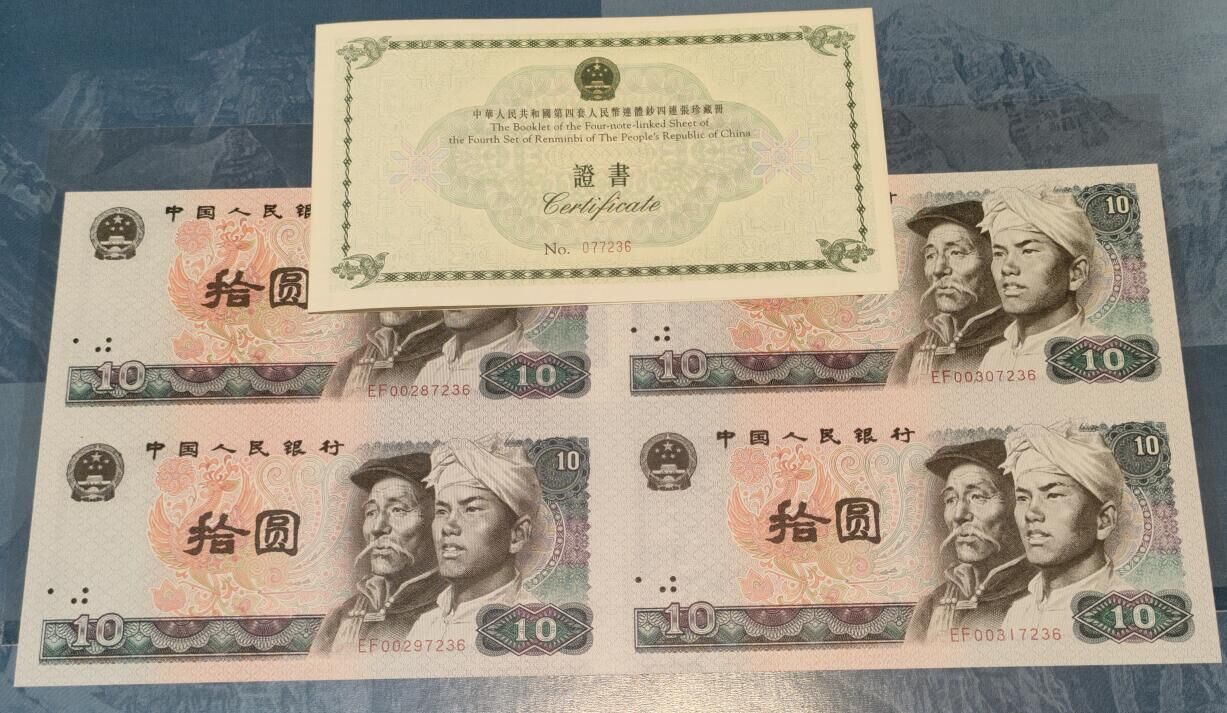 中華人民共和國第四套人民幣連體鈔四連張珍藏冊
The Booklet of the Four-note-linked Sheet of
the Fourth Set of Renminbi of The People's Republic of China
證書
Certificate
No. 077236
中国人民银
拾圆
10
EF00287236
10
10
10
EF00307236
10
中国人民银行
10
拾圆
10
EF00297236
10
中国人民银行
10
拾圆
10
EF00317236
10